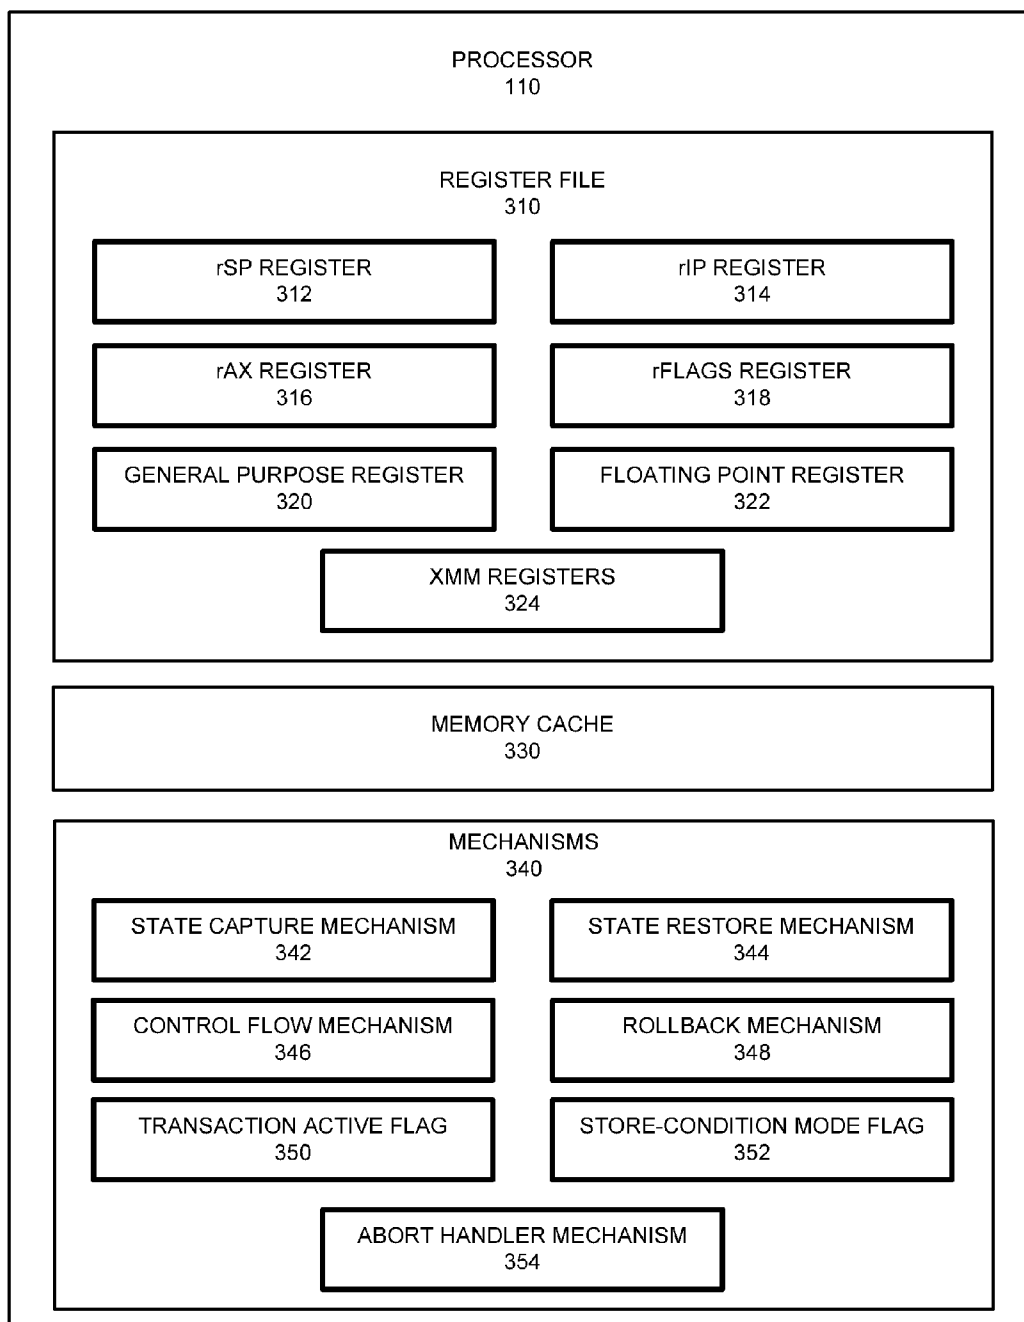 PROCESSOR
110
REGISTER FILE
310
rSP REGISTER
312
rIP REGISTER
314
rAX REGISTER
316
rFLAGS REGISTER
318
GENERAL PURPOSE REGISTER
320
FLOATING POINT REGISTER
322
XMM REGISTERS
324
MEMORY CACHE
330
MECHANISMS
340
STATE CAPTURE MECHANISM
342
STATE RESTORE MECHANISM
344
CONTROL FLOW MECHANISM
346
ROLLBACK MECHANISM
348
TRANSACTION ACTIVE FLAG
350
STORE-CONDITION MODE FLAG
352
ABORT HANDLER MECHANISM
354